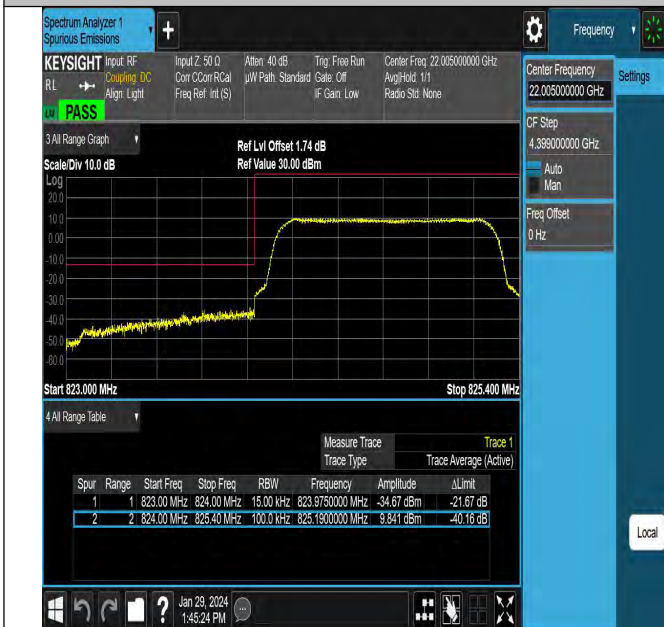 Spectrum Analyzer 1
Spurious Emissions
+
Frequency
KEYSIGHT Input: RF Input Z: 50 Ω Atten: 40 dB Trig: Free Run Center Freq: 22.005000000 GHz
RL Coupling: DC Corr CCorr RCal µW Path: Standard Gate: Off Avg|Hold: 1/1
Align: Light Freq Ref: Int (S) IF Gain: Low Radio Std: None
PASS
Center Frequency
22.005000000 GHz
Settings
CF Step
4.399000000 GHz
Auto
Man
Freq Offset
0 Hz
3 All Range Graph
Ref Lvl Offset 1.74 dB
Scale/Div 10.0 dB Ref Value 30.00 dBm
Log
20.0
10.0
0.00
-10.0
-20.0
-30.0
-40.0
-50.0
-60.0
Start 823.000 MHz Stop 825.400 MHz
4 All Range Table
Measure Trace Trace 1
Trace Type Trace Average (Active)
Spur Range Start Freq Stop Freq RBW Frequency Amplitude ΔLimit
1 1 823.00 MHz 824.00 MHz 15.00 kHz 823.9750000 MHz -34.67 dBm -21.67 dB
2 2 824.00 MHz 825.40 MHz 100.0 kHz 825.1900000 MHz 9.841 dBm -40.16 dB
Local
? Jan 29, 2024
1:45:24 PM